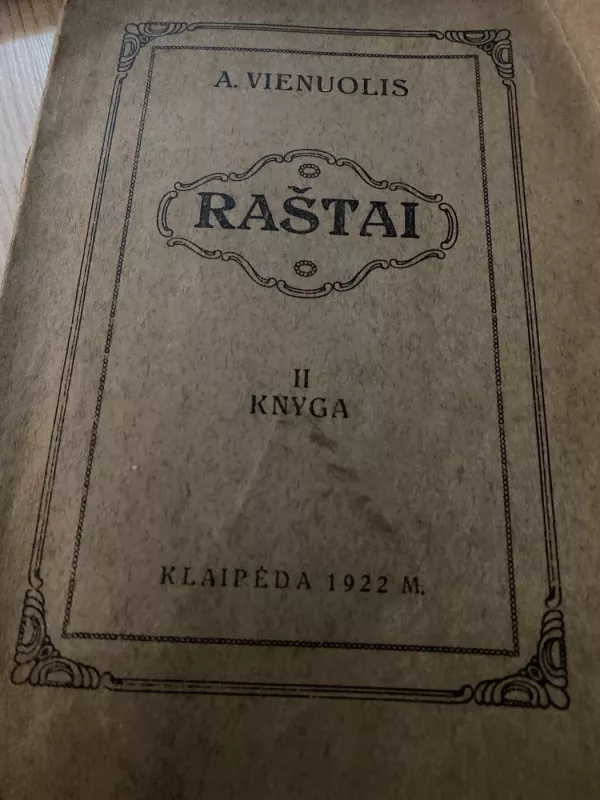 A. VIENUOLIS
RAŠTAI
II
KNYGA
KLAIPĖDA 1922 M.